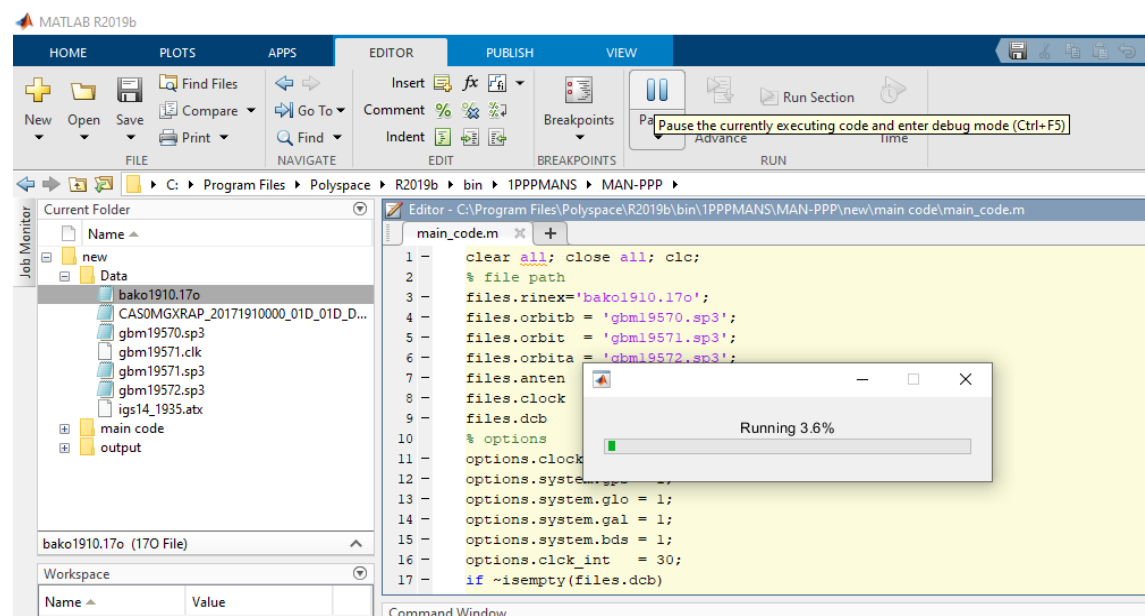 MATLAB R2019b
HOME PLOTS APPS EDITOR PUBLISH VIEW
New Open Save
Find Files
Compare
Print
FILE
Go To
Find
NAVIGATE
Insert fx
Comment %
Indent
EDIT
Breakpoints
BREAKPOINTS
Pa
Pause the currently executing code and enter debug mode (Ctrl+F5)
Run Section
Advance
Time
RUN
C: Program Files Polyspace R2019b bin 1PPPMANS MAN-PPP
Job Monitor
Current Folder
Name
new
Data
bako1910.17o
CAS0MGXRAP_20171910000_01D_01D_D...
gbm19570.sp3
gbm19571.clk
gbm19571.sp3
gbm19572.sp3
igs14_1935.atx
main code
output
bako1910.17o (17O File)
Workspace
Name Value
Editor - C:\Program Files\Polyspace\R2019b\bin\1PPPMANS\MAN-PPP\new\main code\main_code.m
main_code.m × +
1 – clear all; close all; clc;
2 % file path
3 – files.rinex='bako1910.17o';
4 – files.orbitb = 'gbm19570.sp3';
5 – files.orbit = 'gbm19571.sp3';
6 – files.orbita = 'gbm19572.sp3';
7 – files.anten
8 – files.clock
9 – files.dcb
10 % options
11 – options.clock
12 – options.system.gps = 1;
13 – options.system.glo = 1;
14 – options.system.gal = 1;
15 – options.system.bds = 1;
16 – options.clck_int = 30;
17 – if ~isempty(files.dcb)
Running 3.6%
Command Window